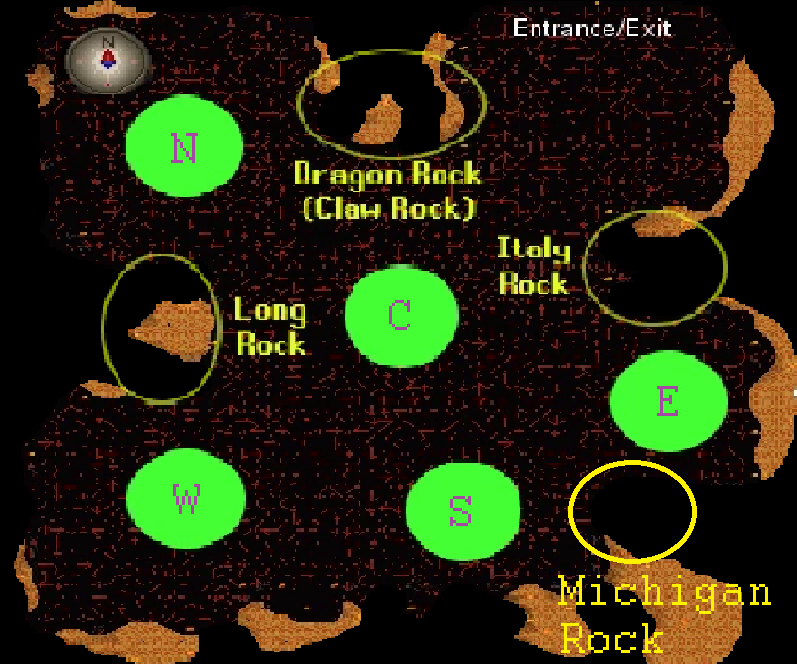 Entrance/Exit
N
N
Dragon Rock
(Claw Rock)
Italy
Rock
Long
Rock
C
E
W
S
Michigan
Rock